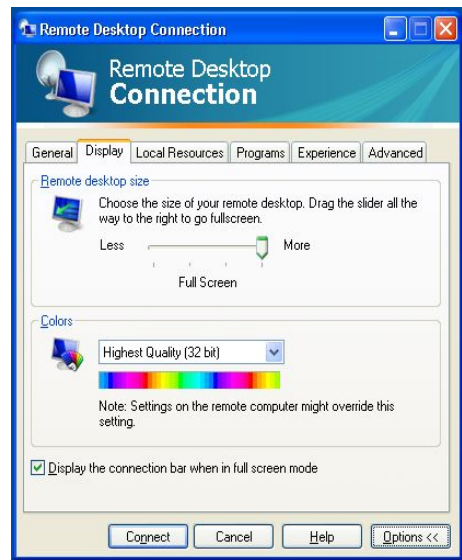 Remote Desktop Connection
Remote Desktop
Connection
General Display Local Resources Programs Experience Advanced
Remote desktop size
Choose the size of your remote desktop. Drag the slider all the
way to the right to go fullscreen.
Less More
Full Screen
Colors
Highest Quality (32 bit)
Note: Settings on the remote computer might override this
setting.
Display the connection bar when in full screen mode
Connect Cancel Help Options <<